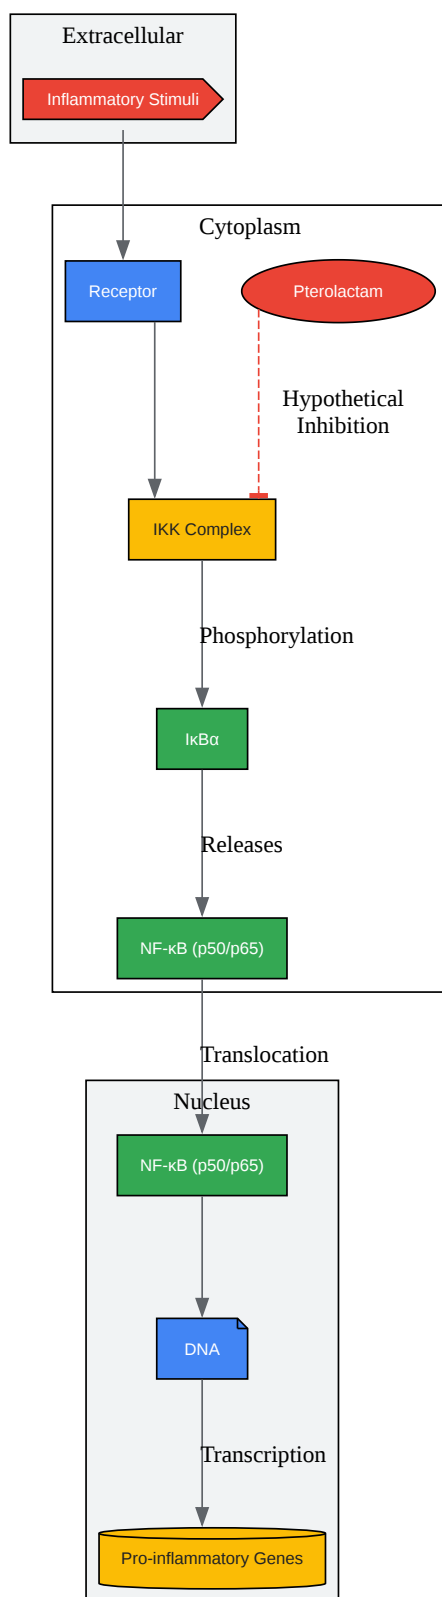 Extracellular
Inflammatory Stimuli
Cytoplasm
Receptor
Pterolactam
Hypothetical
Inhibition
IKK Complex
Phosphorylation
IκBα
Releases
NF-κB (p50/p65)
Translocation
Nucleus
NF-κB (p50/p65)
DNA
Transcription
Pro-inflammatory Genes